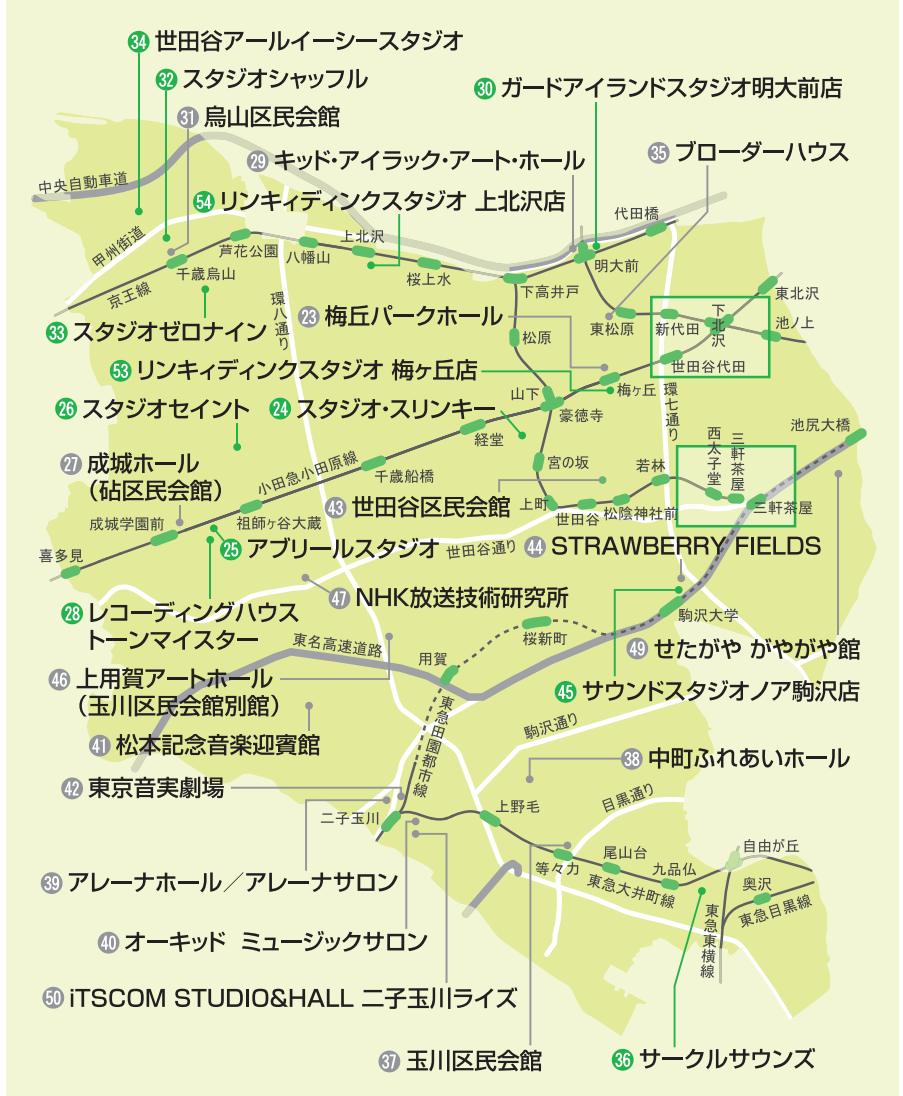 34 世田谷アールイーシースタジオ
32 スタジオシャッフル
30 ガードアイランドスタジオ明大前店
31 烏山区民会館
29 キッド・アイラック・アート・ホール
35 ブローダーハウス
中央自動車道
54 リンキィディンクスタジオ 上北沢店
代田橋
甲州街道
芦花公園
八幡山
上北沢
桜上水
明大前
千歳烏山
京王線
下高井戸
環八通り
東北沢
33 スタジオゼロナイン
23 梅丘パークホール
松原
東松原
新代田
下北沢
池ノ上
世田谷代田
53 リンキィディンクスタジオ 梅ヶ丘店
山下
梅ヶ丘
環七通り
26 スタジオセイント
24 スタジオ・スリンキー
豪徳寺
池尻大橋
経堂
西太子堂
三軒茶屋
27 成城ホール
（砧区民会館）
小田急小田原線
千歳船橋
宮の坂
若林
43 世田谷区民会館
上町
世田谷
松陰神社前
三軒茶屋
成城学園前
祖師ヶ谷大蔵
喜多見
25 アブリールスタジオ
世田谷通り
44 STRAWBERRY FIELDS
47 NHK放送技術研究所
28 レコーディングハウス
トーンマイスター
駒沢大学
桜新町
東名高速道路
用賀
49 せたがや がやがや館
46 上用賀アートホール
（玉川区民会館別館）
45 サウンドスタジオノア駒沢店
東急田園都市線
駒沢通り
41 松本記念音楽迎賓館
38 中町ふれあいホール
42 東京音実劇場
目黒通り
二子玉川
上野毛
自由が丘
等々力
尾山台
九品仏
奥沢
39 アレーナホール／アレーナサロン
東急大井町線
東急目黒線
東急東横線
40 オーキッド ミュージックサロン
50 iTSCOM STUDIO&HALL 二子玉川ライズ
37 玉川区民会館
36 サークルサウンズ